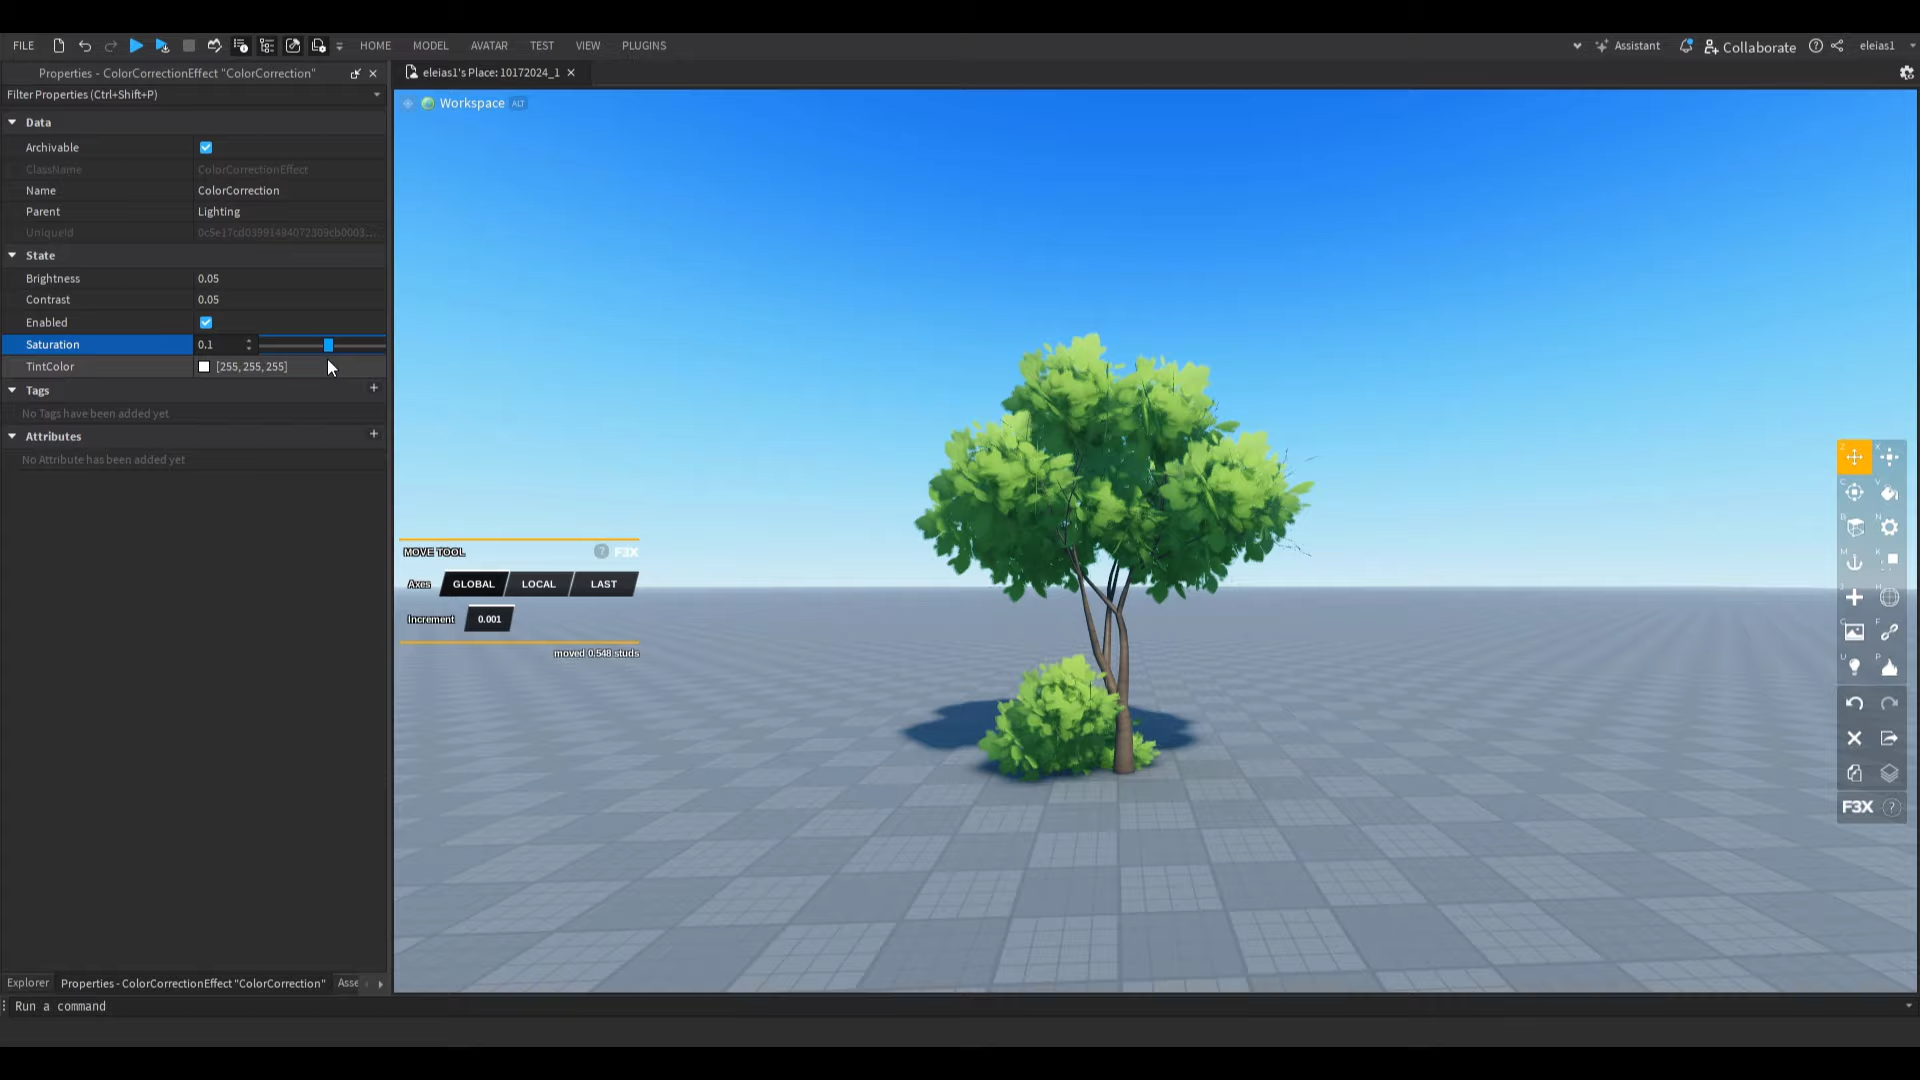 FILE HOME MODEL AVATAR TEST VIEW PLUGINS Assistant Collaborate eleias1
Properties - ColorCorrectionEffect "ColorCorrection"
eleias1's Place: 10172024_1
Filter Properties (Ctrl+Shift+P)
Workspace ALT
Data
Archivable
ClassName ColorCorrectionEffect
Name ColorCorrection
Parent Lighting
UniqueId
State
Brightness 0.05
Contrast 0.05
Enabled
Saturation 0.1
TintColor [255, 255, 255]
Tags
No Tags have been added yet
Attributes
No Attribute has been added yet
MOVE TOOL ? F3X
Axes GLOBAL LOCAL LAST
Increment 0.001
moved 0.548 studs
F3X ?
Explorer Properties - ColorCorrectionEffect "ColorCorrection" Asse
Run a command